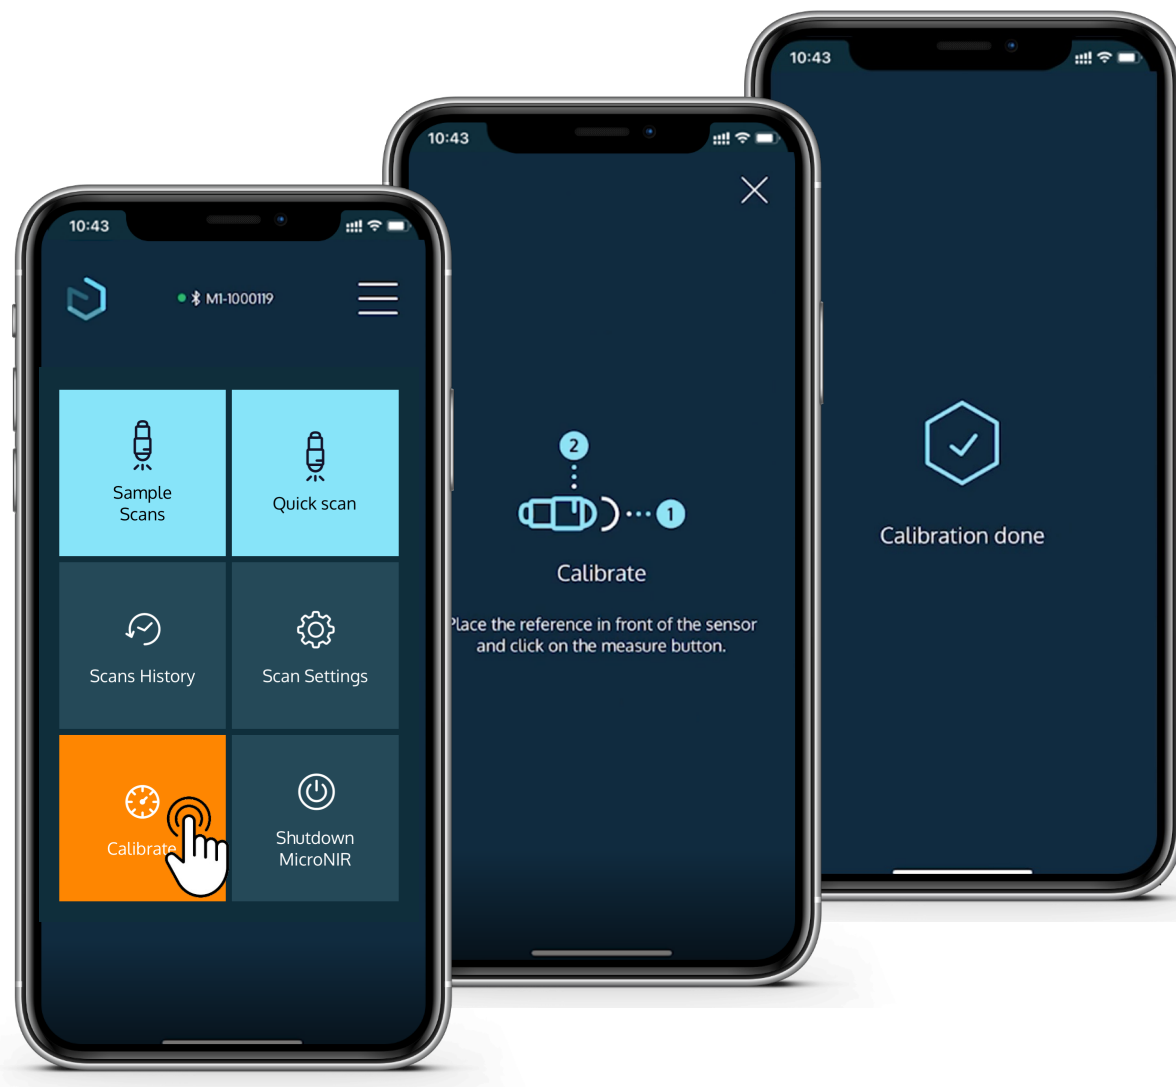 10:43
M1-1000119
Sample
Scans
Quick scan
Scans History
Scan Settings
Calibrate
Shutdown
MicroNIR
10:43
2
1
Calibrate
Place the reference in front of the sensor
and click on the measure button.
10:43
Calibration done